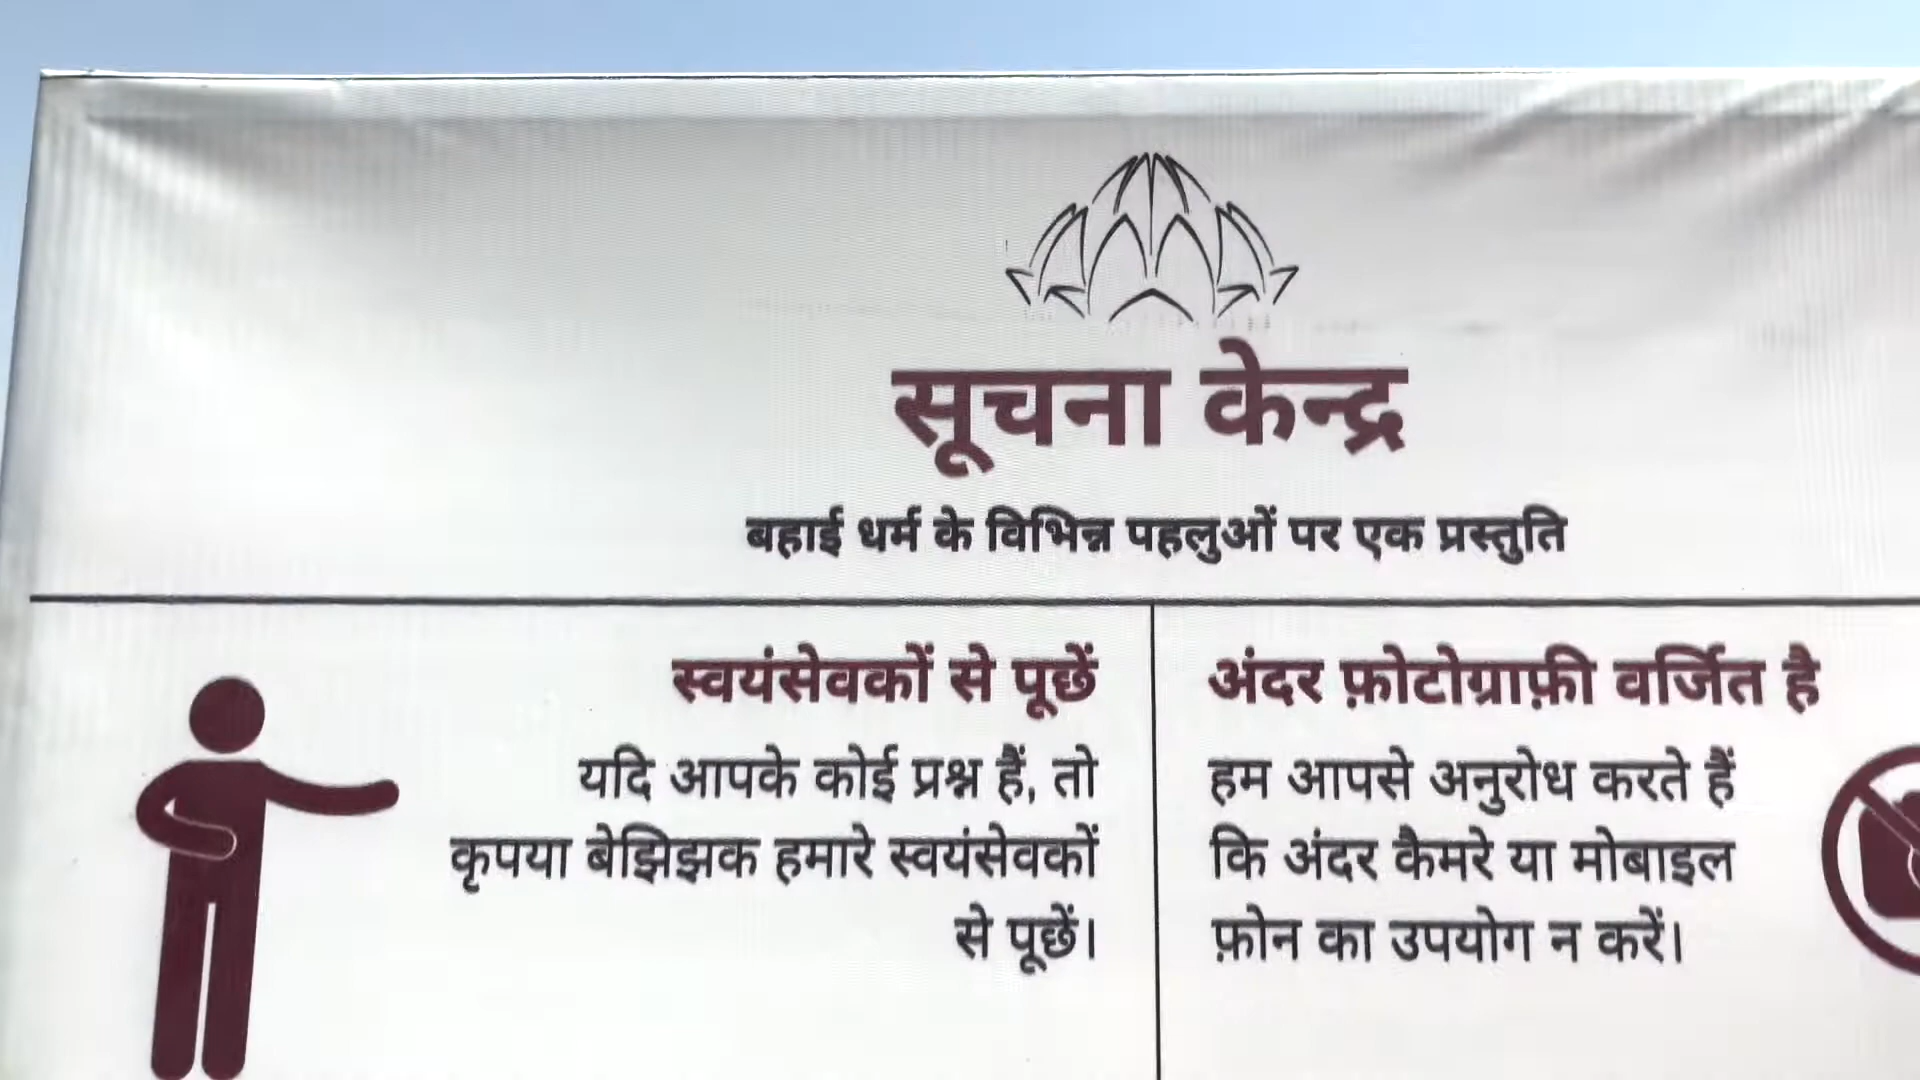 सूचना केन्द्र
बहाई धर्म के विभिन्न पहलुओं पर एक प्रस्तुति
स्वयंसेवकों से पूछें
यदि आपके कोई प्रश्न हैं, तो
कृपया बेझिझक हमारे स्वयंसेवकों
से पूछें।
अंदर फ़ोटोग्राफ़ी वर्जित है
हम आपसे अनुरोध करते हैं
कि अंदर कैमरे या मोबाइल
फ़ोन का उपयोग न करें।